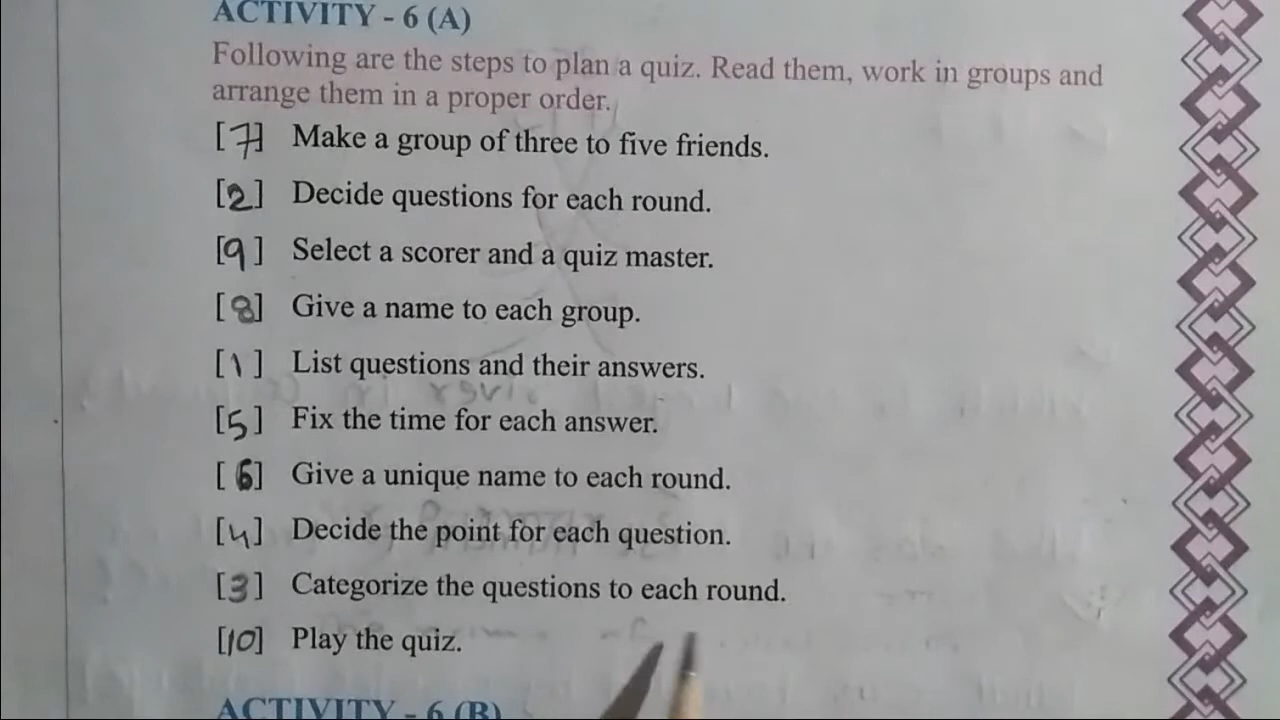 ACTIVITY - 6 (A)
Following are the steps to plan a quiz. Read them, work in groups and
arrange them in a proper order.
[7] Make a group of three to five friends.
[2] Decide questions for each round.
[9] Select a scorer and a quiz master.
[8] Give a name to each group.
[1] List questions and their answers.
[5] Fix the time for each answer.
[6] Give a unique name to each round.
[4] Decide the point for each question.
[3] Categorize the questions to each round.
[10] Play the quiz.
ACTIVITY - 6 (B)